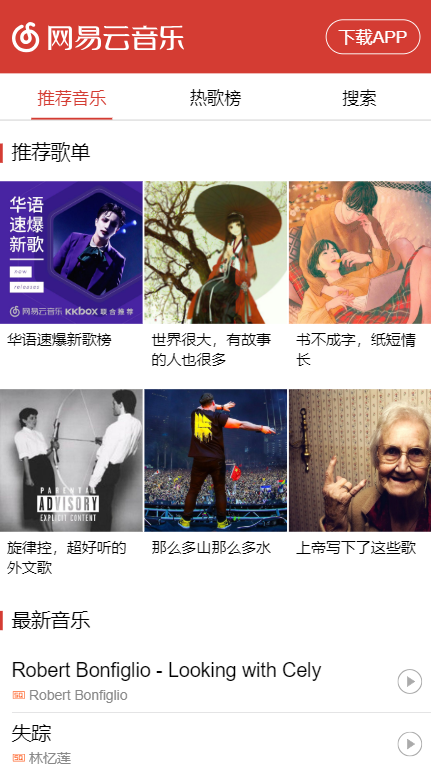 网易云音乐
下载APP
推荐音乐
热歌榜
搜索
推荐歌单
华语
速爆
新歌
new
releases
网易云音乐 KKBOX 联合推荐
PARENTAL
ADVISORY
EXPLICIT CONTENT
华语速爆新歌榜
世界很大，有故事
的人也很多
书不成字，纸短情
长
旋律控，超好听的
外文歌
那么多山那么多水
上帝写下了这些歌
最新音乐
Robert Bonfiglio - Looking with Cely
SQ Robert Bonfiglio
失踪
SQ 林忆莲